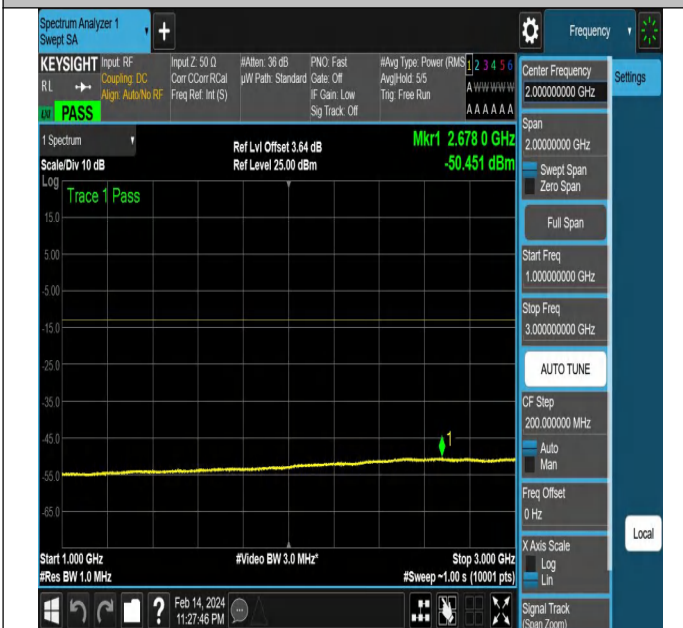 Spectrum Analyzer 1
Swept SA
+
Frequency
KEYSIGHT
RL
LXI
PASS
Input: RF
Coupling: DC
Align: Auto/No RF
Input Z: 50 Ω
Corr CCorr RCal
Freq Ref: Int (S)
#Atten: 36 dB
µW Path: Standard
PNO: Fast
Gate: Off
IF Gain: Low
Sig Track: Off
#Avg Type: Power (RMS
Avg|Hold: 5/5
Trig: Free Run
1 2 3 4 5 6
A W W W W W
A A A A A A
1 Spectrum
Scale/Div 10 dB
Ref Lvl Offset 3.64 dB
Ref Level 25.00 dBm
Mkr1 2.678 0 GHz
-50.451 dBm
Log
Trace 1 Pass
15.0
5.00
-5.00
-15.0
-25.0
-35.0
-45.0
-55.0
-65.0
1
Start 1.000 GHz
#Res BW 1.0 MHz
#Video BW 3.0 MHz*
Stop 3.000 GHz
#Sweep ~1.00 s (10001 pts)
?
Feb 14, 2024
11:27:46 PM
Center Frequency
2.000000000 GHz
Span
2.00000000 GHz
Swept Span
Zero Span
Full Span
Start Freq
1.000000000 GHz
Stop Freq
3.000000000 GHz
AUTO TUNE
CF Step
200.000000 MHz
Auto
Man
Freq Offset
0 Hz
X Axis Scale
Log
Lin
Signal Track
(Span Zoom)
Settings
Local